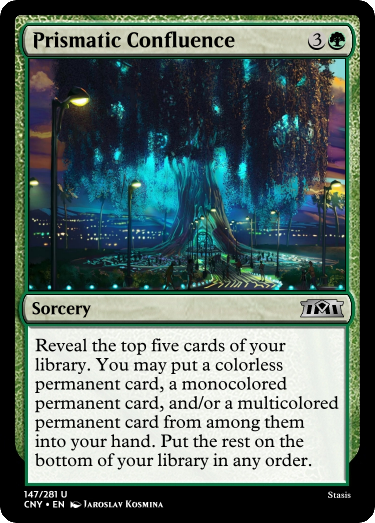 Prismatic Confluence 3
Sorcery
Reveal the top five cards of your
library. You may put a colorless
permanent card, a monocolored
permanent card, and/or a multicolored
permanent card from among them
into your hand. Put the rest on the
bottom of your library in any order.
147/281 U
Stasis
CNY • EN Jaroslav Kosmina